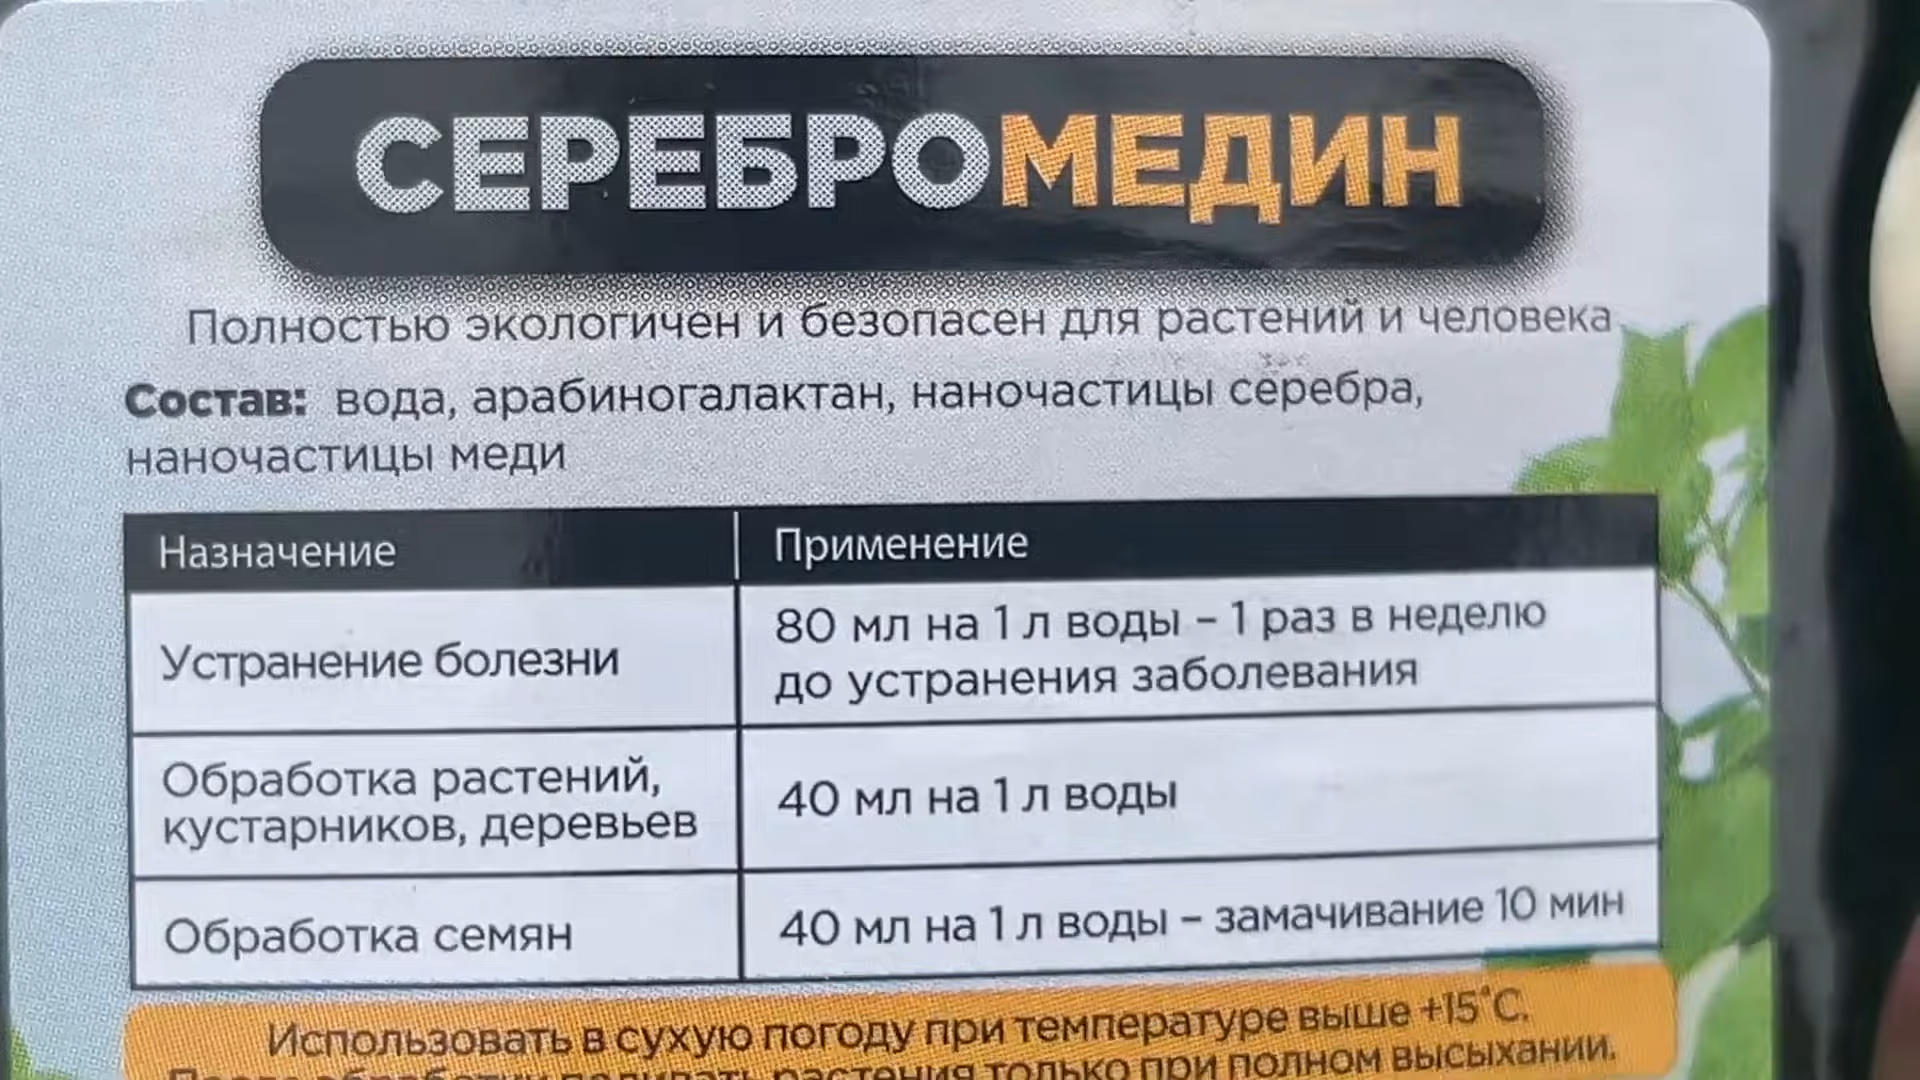 СЕРЕБРОМЕДИН
Полностью экологичен и безопасен для растений и человека
Состав: вода, арабиногалактан, наночастицы серебра,
наночастицы меди
Назначение
Применение
Устранение болезни
80 мл на 1 л воды – 1 раз в неделю
до устранения заболевания
Обработка растений,
кустарников, деревьев
40 мл на 1 л воды
Обработка семян
40 мл на 1 л воды – замачивание 10 мин
Использовать в сухую погоду при температуре выше +15°С.
После обработки поливать растения только при полном высыхании.